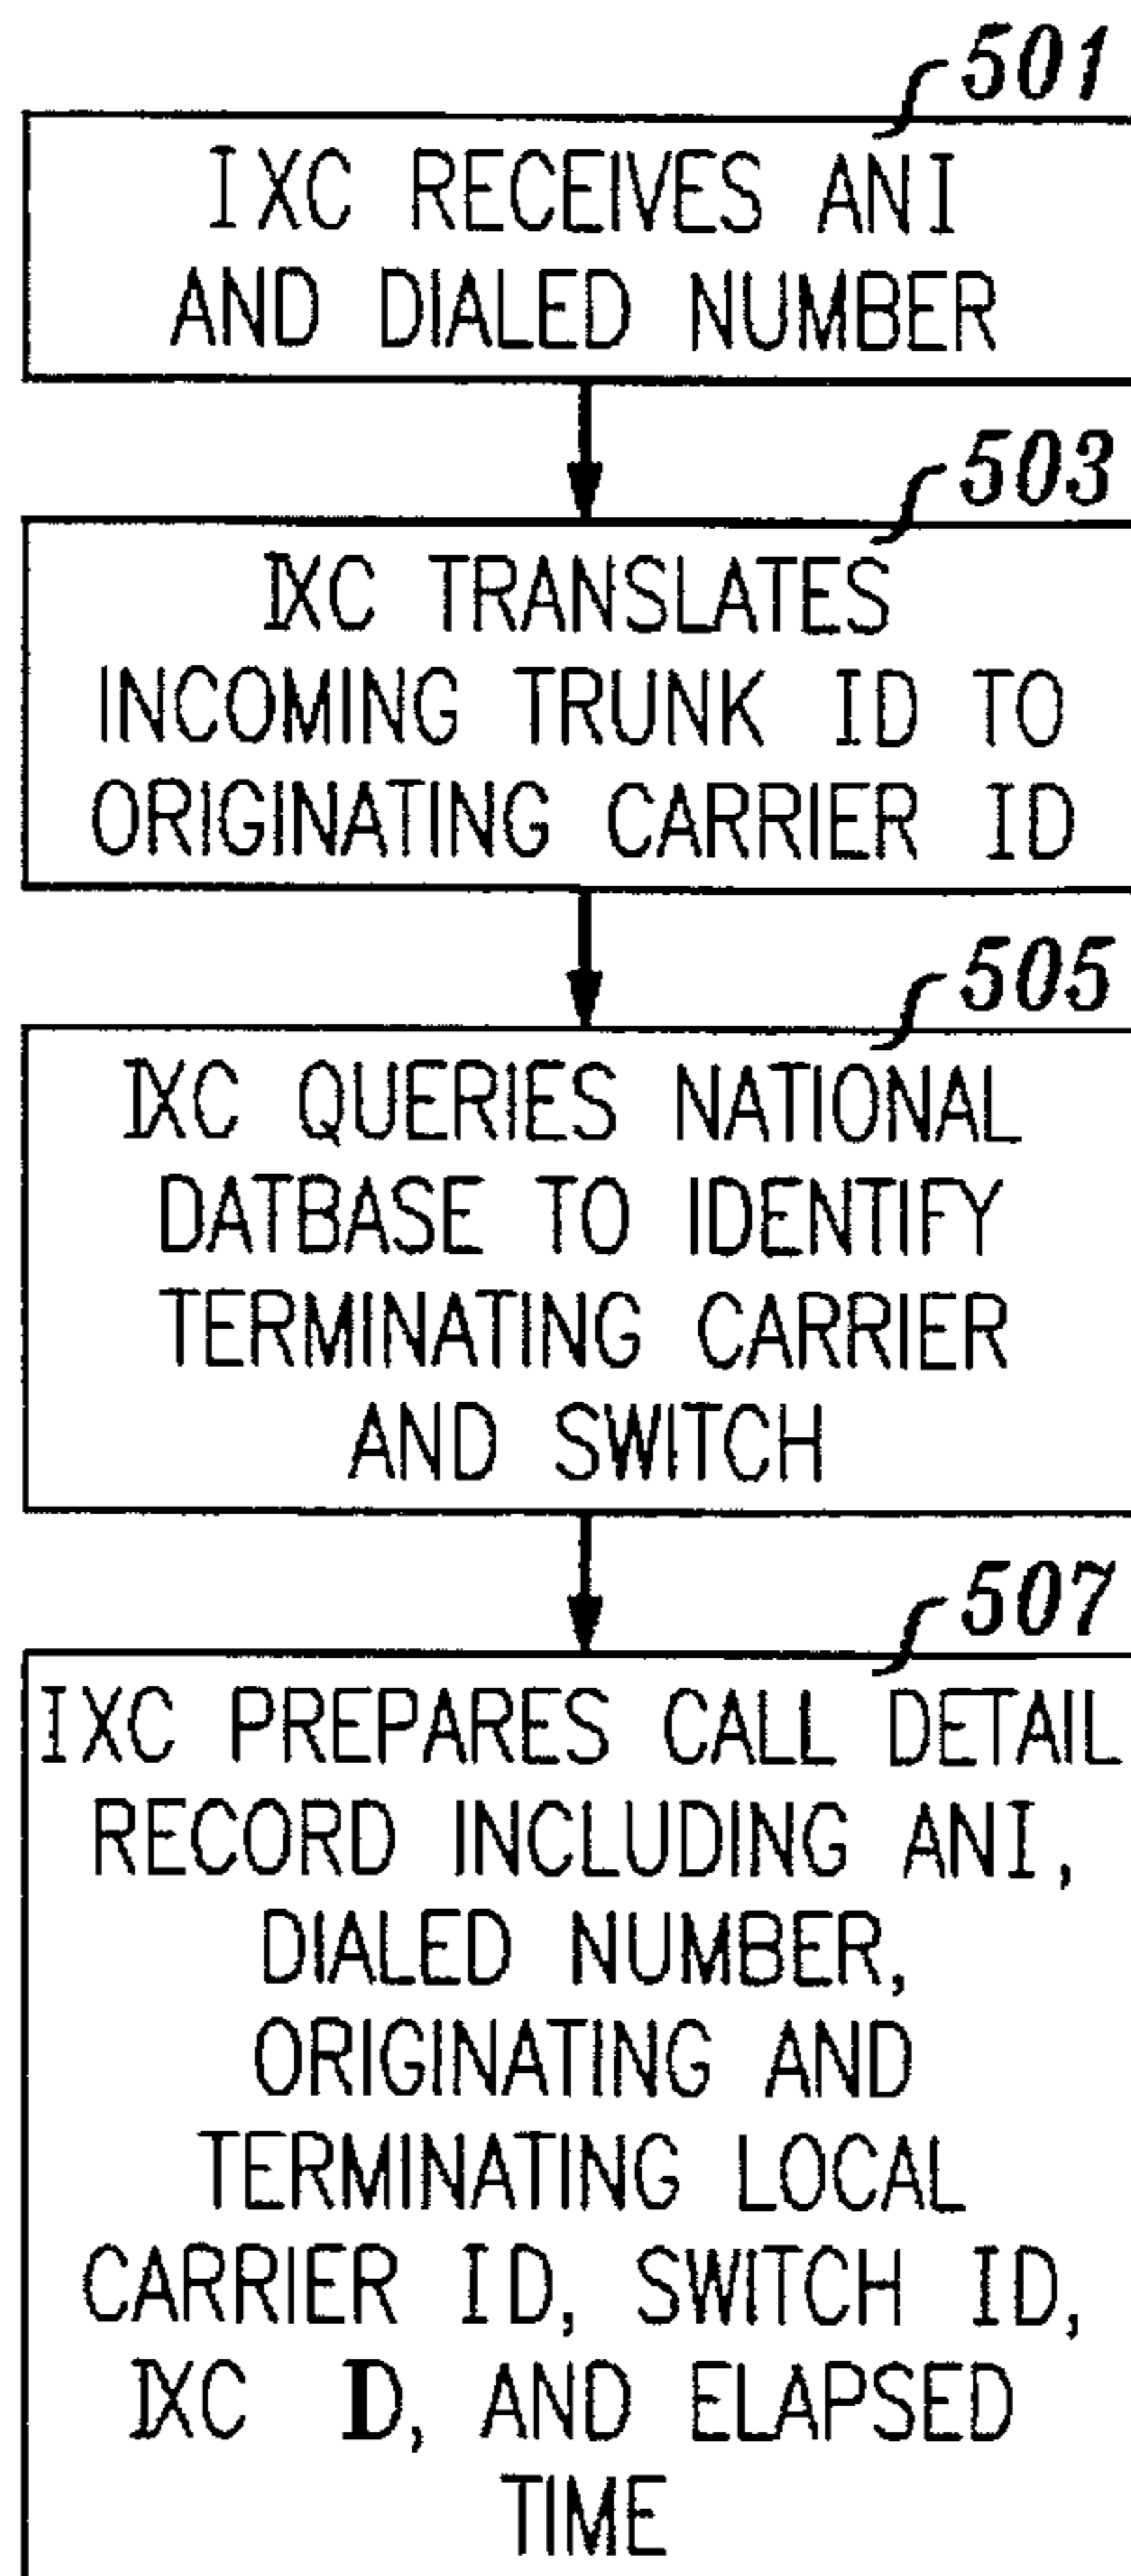 501
IXC RECEIVES ANI
AND DIALED NUMBER
503
IXC TRANSLATES
INCOMING TRUNK ID TO
ORIGINATING CARRIER ID
505
IXC QUERIES NATIONAL
DATBASE TO IDENTIFY
TERMINATING CARRIER
AND SWITCH
507
IXC PREPARES CALL DETAIL
RECORD INCLUDING ANI,
DIALED NUMBER,
ORIGINATING AND
TERMINATING LOCAL
CARRIER ID, SWITCH ID,
IXC ID, AND ELAPSED
TIME